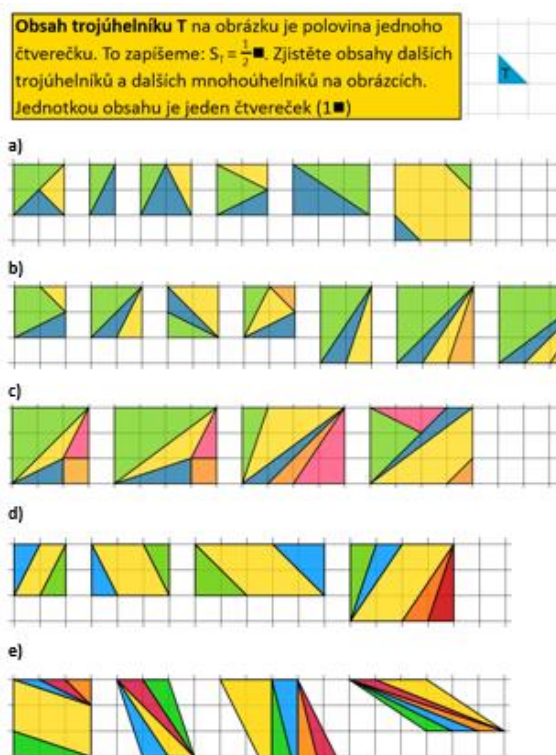 Obsah trojúhelníku T na obrázku je polovina jednoho
čtverečku. To zapíšeme: S_T = 1/2 ■. Zjistěte obsahy dalších
trojúhelníků a dalších mnohoúhelníků na obrázcích.
Jednotkou obsahu je jeden čtvereček (1■)
T
a)
b)
c)
d)
e)